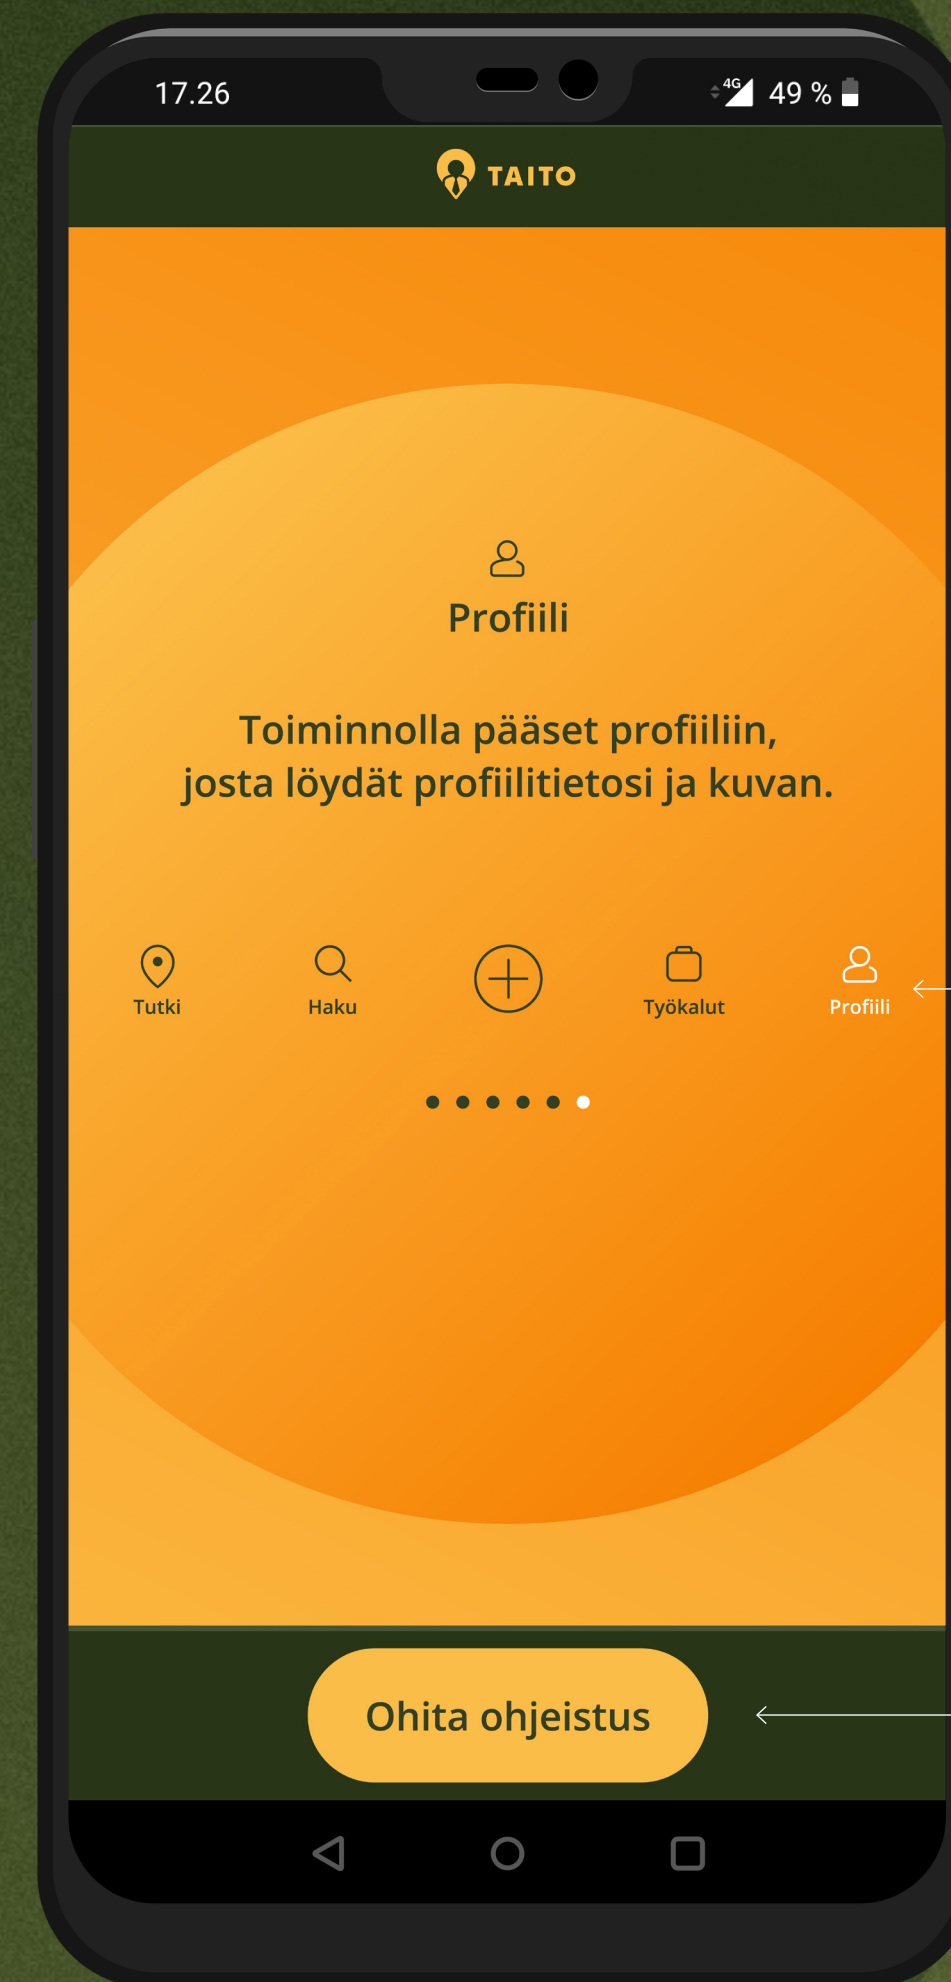 17.26
4G 49 %
TAITO
Profiili
Toiminnolla pääset profiiliin,
josta löydät profiilitietosi ja kuvan.
Tutki Haku Työkalut Profiili
Ohita ohjeistus